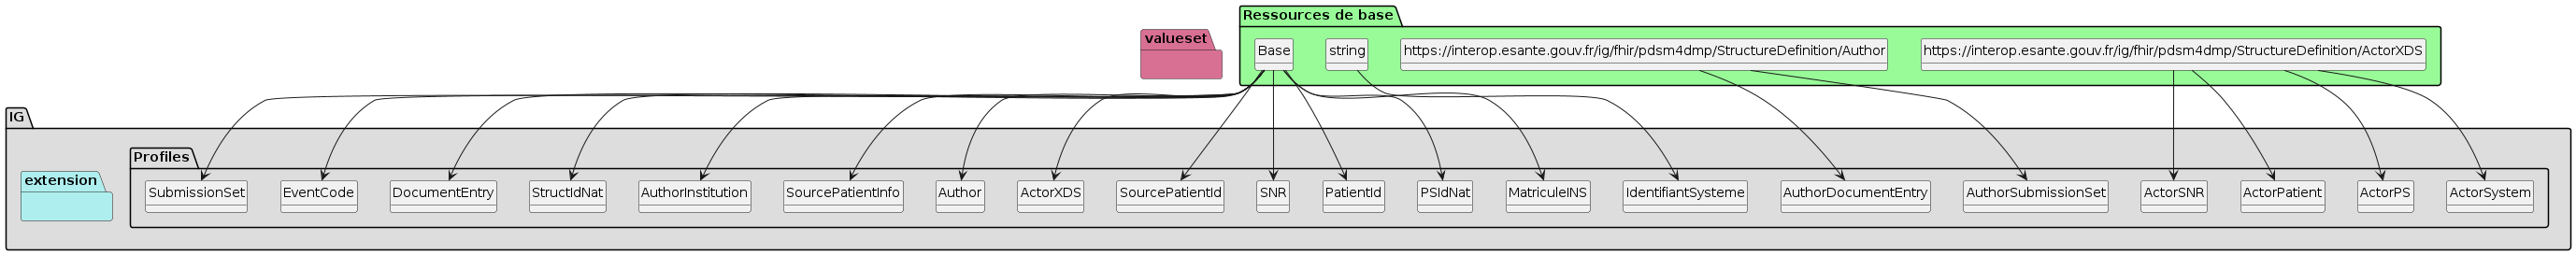 Ressources de base
valueset
Base
string
https://interop.esante.gouv.fr/ig/fhir/pdsm4dmp/StructureDefinition/Author
https://interop.esante.gouv.fr/ig/fhir/pdsm4dmp/StructureDefinition/ActorXDS
IG
Profiles
extension
SubmissionSet
EventCode
DocumentEntry
StructIdNat
AuthorInstitution
SourcePatientInfo
Author
ActorXDS
SourcePatientId
SNR
PatientId
PSIdNat
MatriculeINS
IdentifiantSysteme
AuthorDocumentEntry
AuthorSubmissionSet
ActorSNR
ActorPatient
ActorPS
ActorSystem